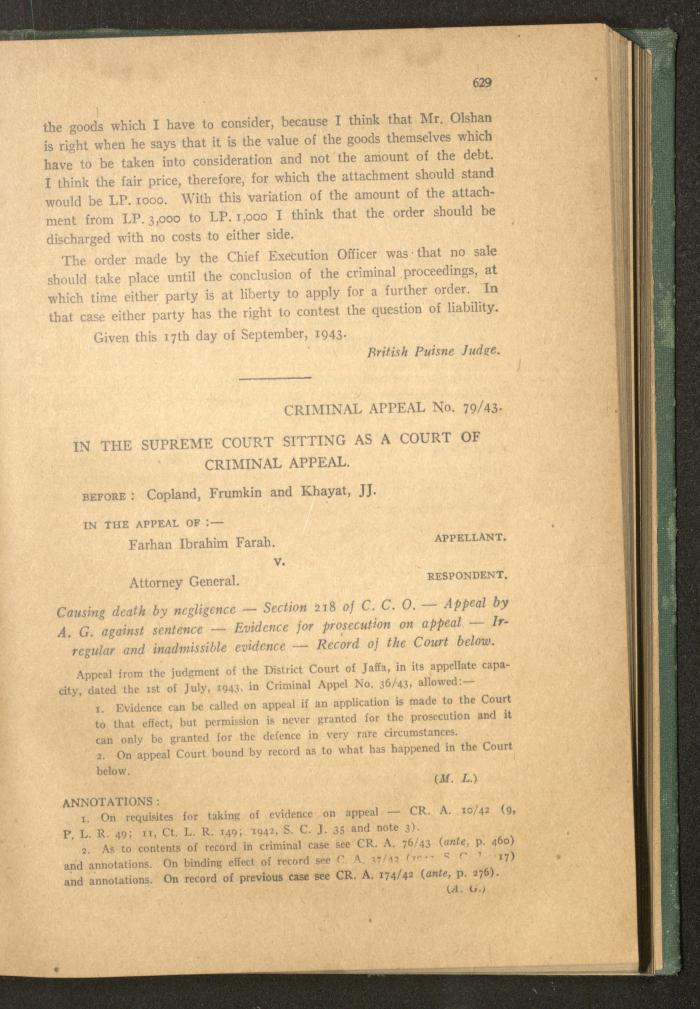 629
the goods which I have to consider, because I think that Mr. Olshan
is right when he says that it is the value of the goods themselves which
have to be taken into consideration and not the amount of the debt.
I think the fair price, therefore, for which the attachment should stand
would be LP. 1000. With this variation of the amount of the attach-
ment from LP. 3,000 to LP. 1,000 I think that the order should be
discharged with no costs to either side.
The order made by the Chief Execution Officer was that no sale
should take place until the conclusion of the criminal proceedings, at
which time either party is at liberty to apply for a further order. In
that case either party has the right to contest the question of liability.
Given this 17th day of September, 1943.
British Puisne Judge.
CRIMINAL APPEAL No. 79/43.
IN THE SUPREME COURT SITTING AS A COURT OF
CRIMINAL APPEAL.
BEFORE : Copland, Frumkin and Khayat, JJ.
IN THE APPEAL OF :—
Farhan Ibrahim Farah. APPELLANT.
v.
Attorney General. RESPONDENT.
Causing death by negligence — Section 218 of C. C. O. — Appeal by
A. G. against sentence — Evidence for prosecution on appeal — Ir-
regular and inadmissible evidence — Record of the Court below.
Appeal from the judgment of the District Court of Jaffa, in its appellate capa-
city, dated the 1st of July, 1943, in Criminal Appel No. 36/43, allowed:—
1. Evidence can be called on appeal if an application is made to the Court
to that effect, but permission is never granted for the prosecution and it
can only be granted for the defence in very rare circumstances.
2. On appeal Court bound by record as to what has happened in the Court
below.
(M. L.)
ANNOTATIONS :
1. On requisites for taking of evidence on appeal — CR. A. 10/42 (9,
P. L. R. 49; 11, Ct. L. R. 149; 1942, S. C. J. 35 and note 3).
2. As to contents of record in criminal case see CR. A. 76/43 (ante, p. 460)
and annotations. On binding effect of record see C. A. 17)
and annotations. On record of previous case see CR. A. 174/42 (ante, p. 276).
(A. G.)